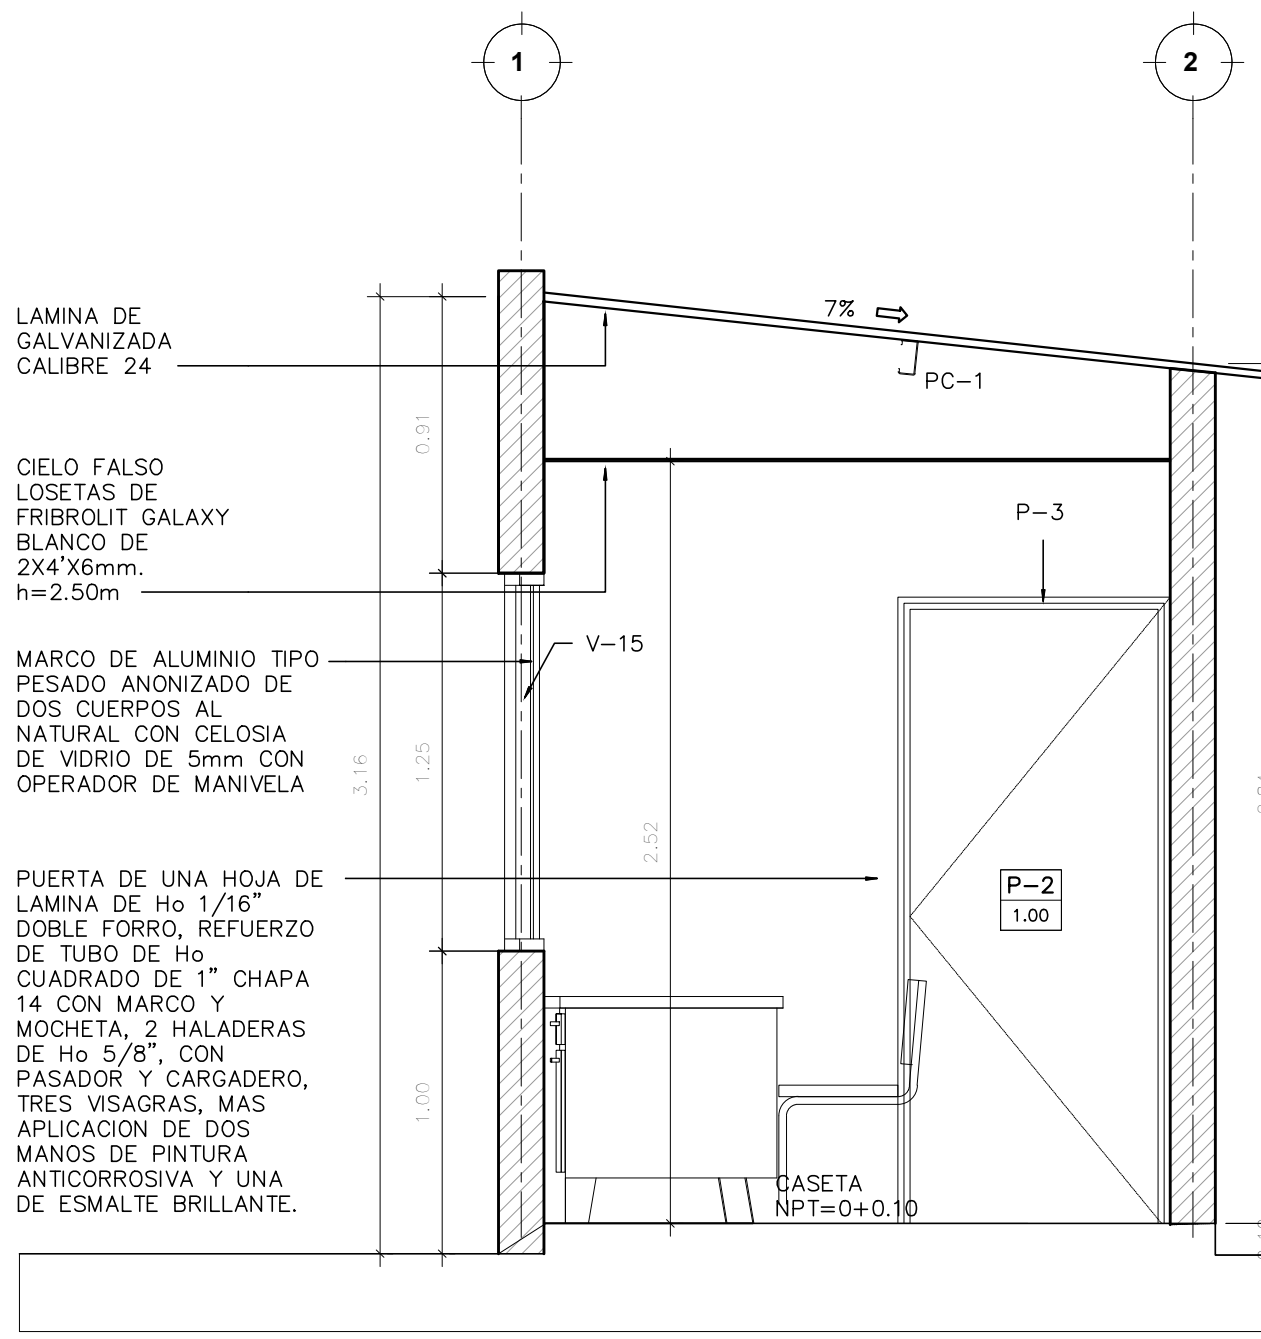 1
2
LAMINA DE
GALVANIZADA
CALIBRE 24
7%
PC-1
0.91
CIELO FALSO
LOSETAS DE
FRIBROLIT GALAXY
BLANCO DE
2X4'X6mm.
h=2.50m
P-3
V-15
MARCO DE ALUMINIO TIPO
PESADO ANONIZADO DE
DOS CUERPOS AL
NATURAL CON CELOSIA
DE VIDRIO DE 5mm CON
OPERADOR DE MANIVELA
3.16
1.25
2.52
PUERTA DE UNA HOJA DE
LAMINA DE Ho 1/16"
DOBLE FORRO, REFUERZO
DE TUBO DE Ho
CUADRADO DE 1" CHAPA
14 CON MARCO Y
MOCHETA, 2 HALADERAS
DE Ho 5/8", CON
PASADOR Y CARGADERO,
TRES VISAGRAS, MAS
APLICACION DE DOS
MANOS DE PINTURA
ANTICORROSIVA Y UNA
DE ESMALTE BRILLANTE.
P-2
1.00
1.00
CASETA
NPT=0+0.10